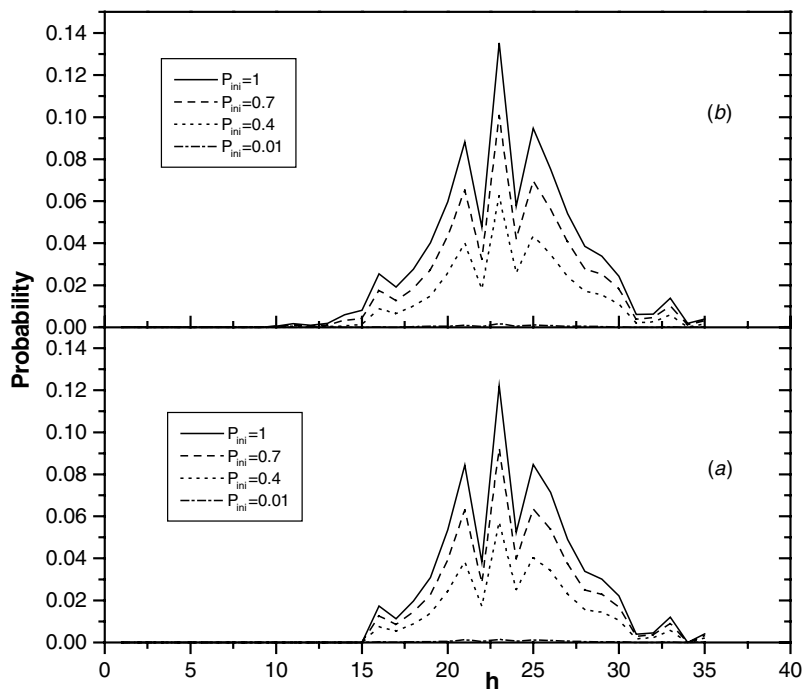 0.14
0.12
0.10
0.08
0.06
0.04
0.02
0.00
P_ini=1
P_ini=0.7
P_ini=0.4
P_ini=0.01
(b)
Probability
0.14
0.12
0.10
0.08
0.06
0.04
0.02
0.00
P_ini=1
P_ini=0.7
P_ini=0.4
P_ini=0.01
(a)
0 5 10 15 20 25 30 35 40
h